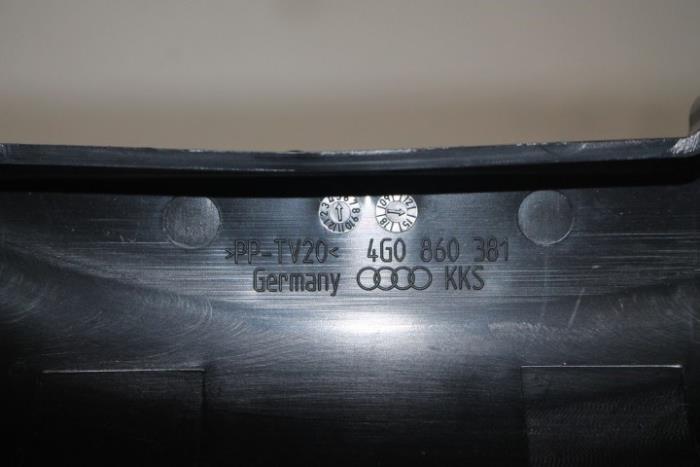 >PP-TV20< 4G0 860 381
Germany KKS